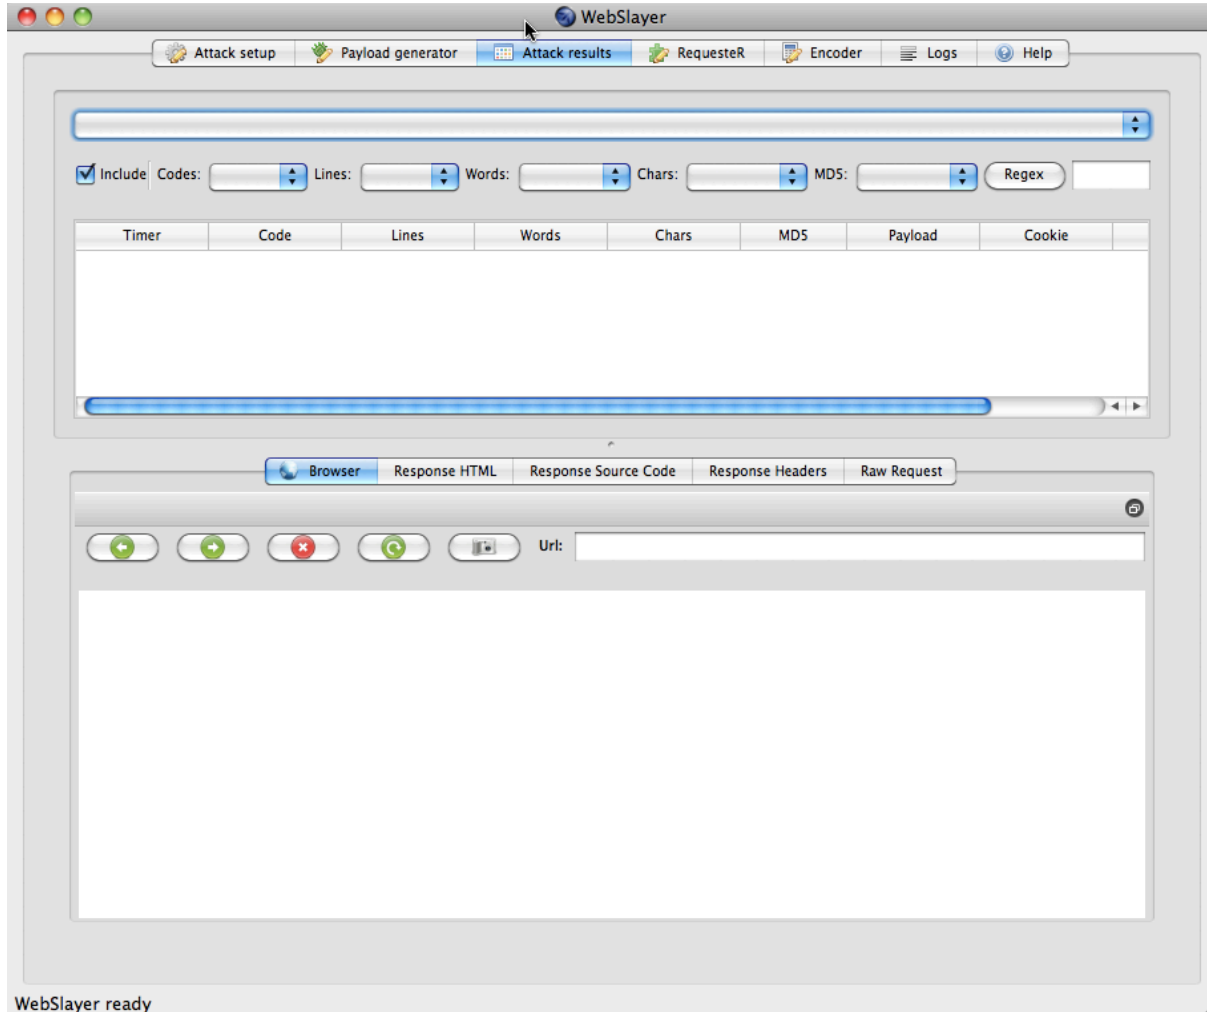 WebSlayer
Attack setup Payload generator Attack results RequesteR Encoder Logs Help
Include Codes: Lines: Words: Chars: MD5: Regex
Timer Code Lines Words Chars MD5 Payload Cookie
Browser Response HTML Response Source Code Response Headers Raw Request
Url:
WebSlayer ready